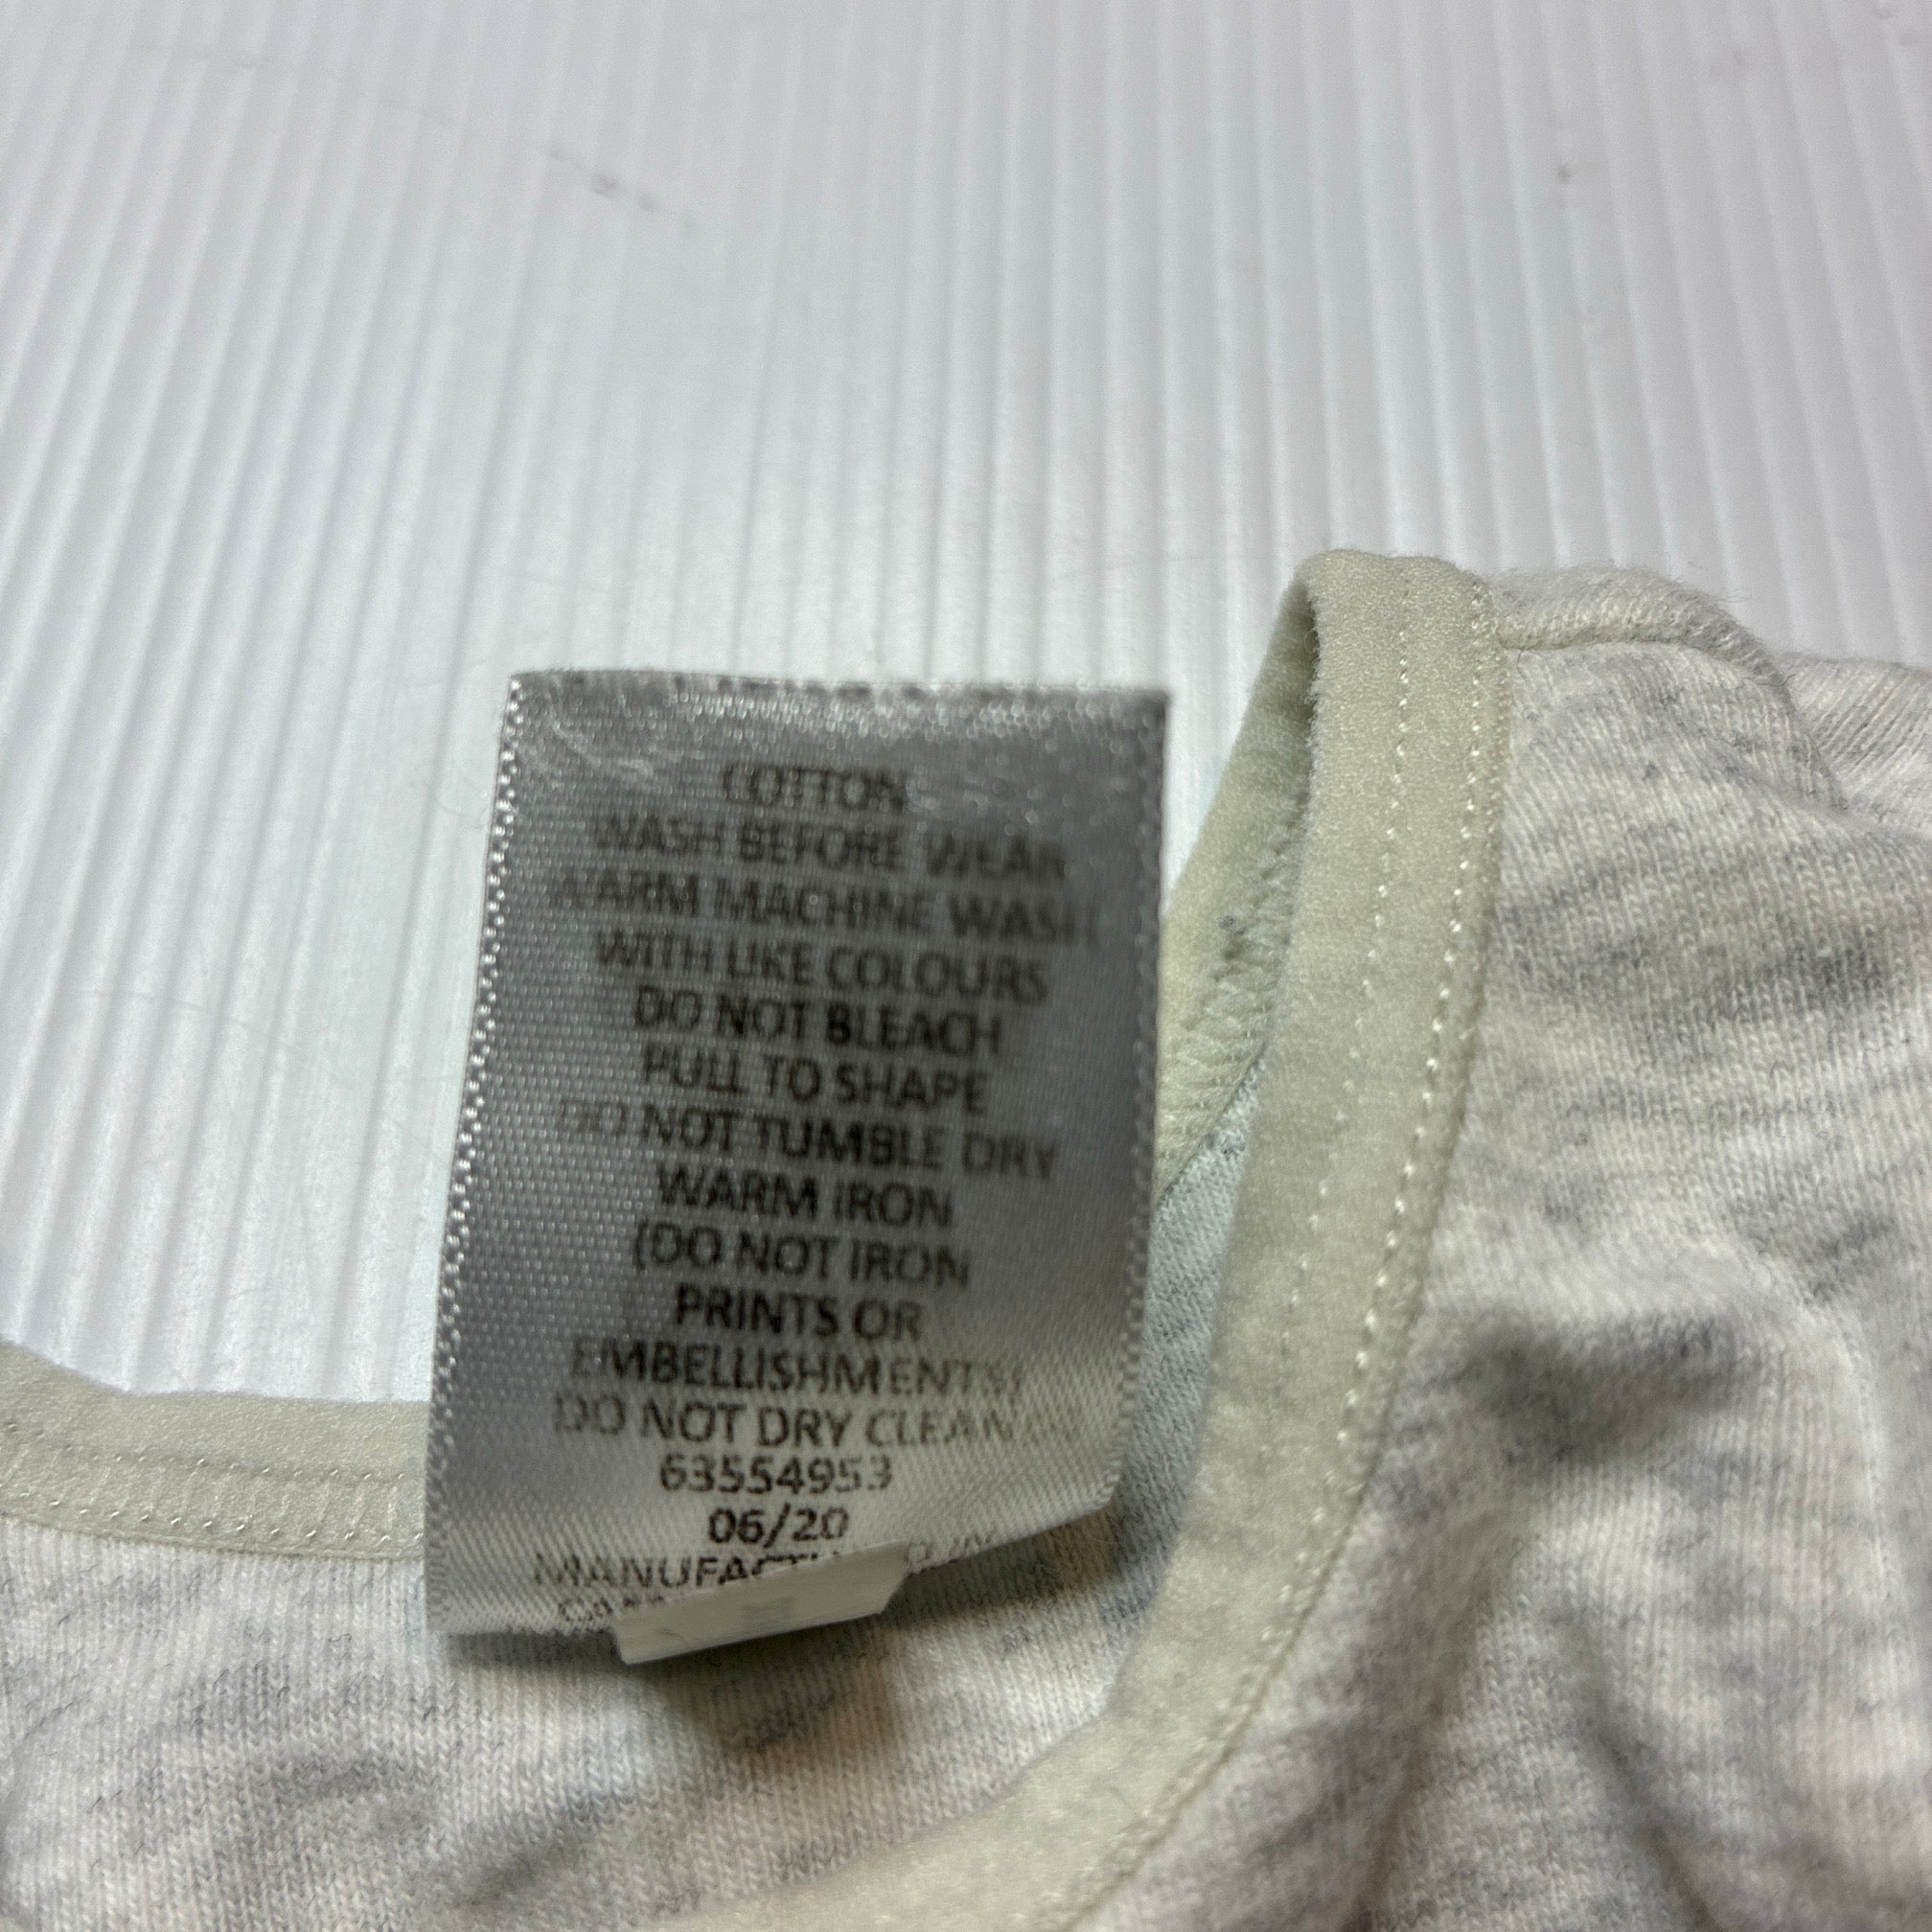 COTTON
WASH BEFORE WEAR
WARM MACHINE WASH
WITH LIKE COLOURS
DO NOT BLEACH
PULL TO SHAPE
DO NOT TUMBLE DRY
WARM IRON
(DO NOT IRON
PRINTS OR
EMBELLISHMENTS)
DO NOT DRY CLEAN
63554953
06/20